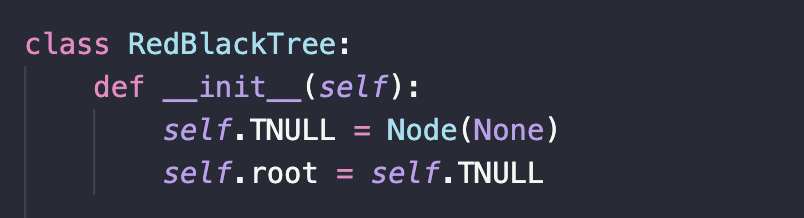 class RedBlackTree:
    def __init__(self):
        self.TNULL = Node(None)
        self.root = self.TNULL